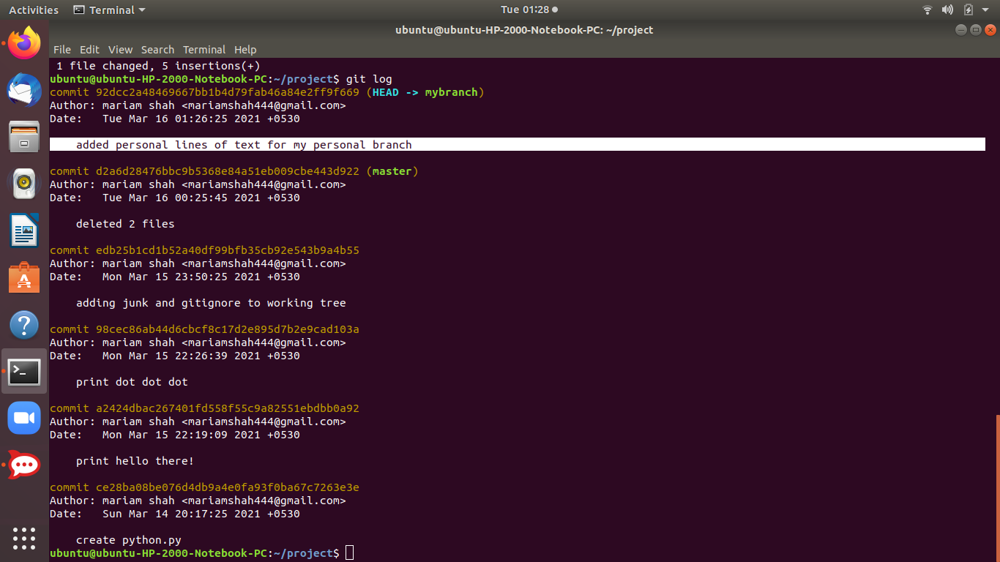 Activities Terminal Tue 01:28
ubuntu@ubuntu-HP-2000-Notebook-PC: ~/project
File Edit View Search Terminal Help
1 file changed, 5 insertions(+)
ubuntu@ubuntu-HP-2000-Notebook-PC:~/project$ git log
commit 92dcc2a48469667bb1b4d79fab46a84e2ff9f669 (HEAD -> mybranch)
Author: mariam shah <mariamshah444@gmail.com>
Date:   Tue Mar 16 01:26:25 2021 +0530
added personal lines of text for my personal branch
commit d2a6d28476bbc9b5368e84a51eb009cbe443d922 (master)
Author: mariam shah <mariamshah444@gmail.com>
Date:   Tue Mar 16 00:25:45 2021 +0530
deleted 2 files
commit edb25b1cd1b52a40df99bfb35cb92e543b9a4b55
Author: mariam shah <mariamshah444@gmail.com>
Date:   Mon Mar 15 23:50:25 2021 +0530
adding junk and gitignore to working tree
commit 98cec86ab44d6cbcf8c17d2e895d7b2e9cad103a
Author: mariam shah <mariamshah444@gmail.com>
Date:   Mon Mar 15 22:26:39 2021 +0530
print dot dot dot
commit a2424dbac267401fd558f55c9a82551ebdbb0a92
Author: mariam shah <mariamshah444@gmail.com>
Date:   Mon Mar 15 22:19:09 2021 +0530
print hello there!
commit ce28ba08be076d4db9a4e0fa93f0ba67c7263e3e
Author: mariam shah <mariamshah444@gmail.com>
Date:   Sun Mar 14 20:17:25 2021 +0530
create python.py
ubuntu@ubuntu-HP-2000-Notebook-PC:~/project$